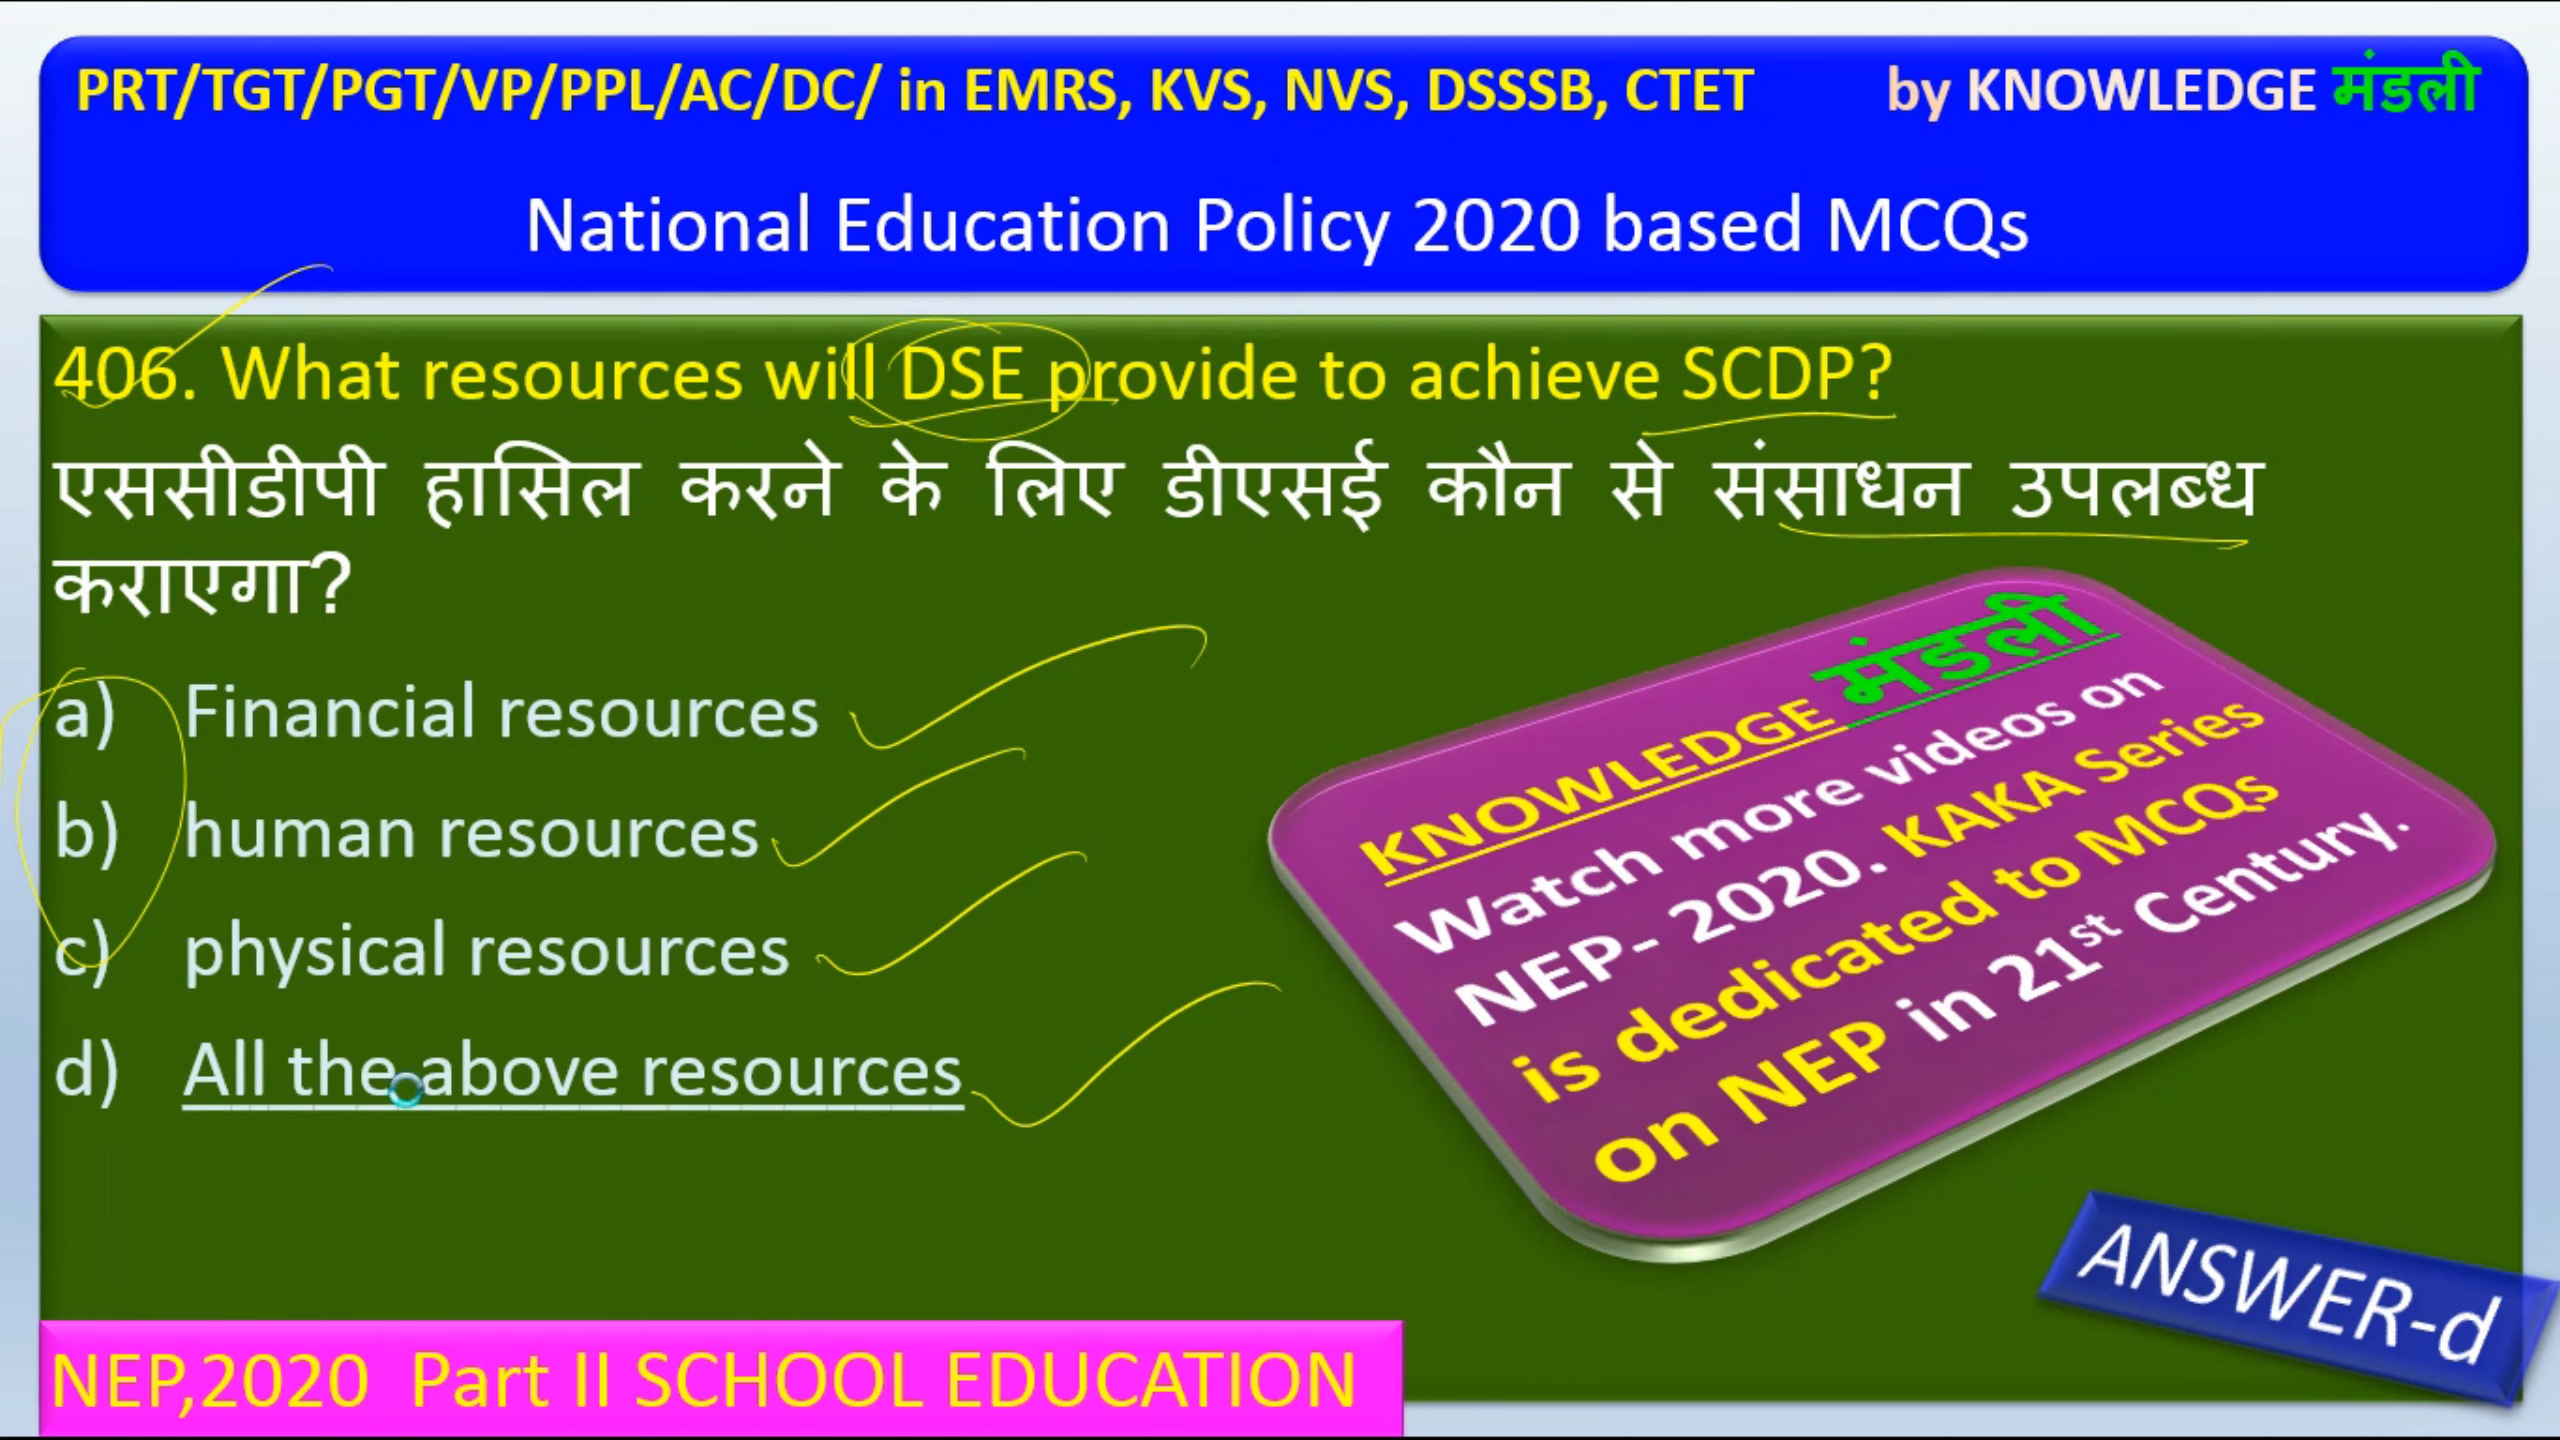 PRT/TGT/PGT/VP/PPL/AC/DC/ in EMRS, KVS, NVS, DSSSB, CTET by KNOWLEDGE मंडली
National Education Policy 2020 based MCQs
406. What resources will DSE provide to achieve SCDP?
एससीडीपी हासिल करने के लिए डीएसई कौन से संसाधन उपलब्ध
कराएगा?
a) Financial resources
b) human resources
c) physical resources
d) All the above resources
KNOWLEDGE मंडली
Watch more videos on
NEP- 2020. KAKA Series
is dedicated to MCQs
on NEP in 21st Century.
ANSWER-d
NEP,2020 Part II SCHOOL EDUCATION